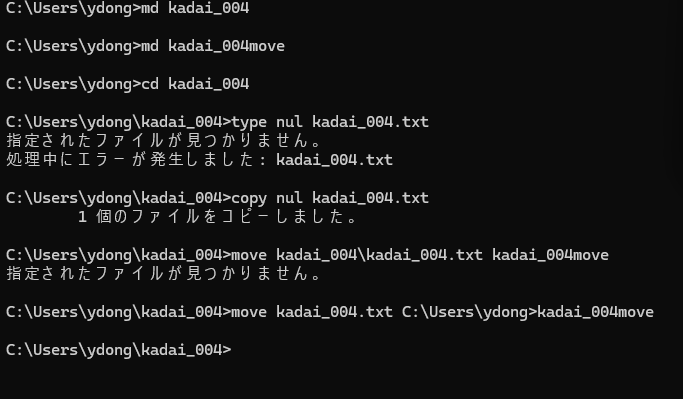 C:\Users\ydong>md kadai_004
C:\Users\ydong>md kadai_004move
C:\Users\ydong>cd kadai_004
C:\Users\ydong\kadai_004>type nul kadai_004.txt
指定されたファイルが見つかりません。
処理中にエラーが発生しました: kadai_004.txt
C:\Users\ydong\kadai_004>copy nul kadai_004.txt
        1 個のファイルをコピーしました。
C:\Users\ydong\kadai_004>move kadai_004\kadai_004.txt kadai_004move
指定されたファイルが見つかりません。
C:\Users\ydong\kadai_004>move kadai_004.txt C:\Users\ydong>kadai_004move
C:\Users\ydong\kadai_004>